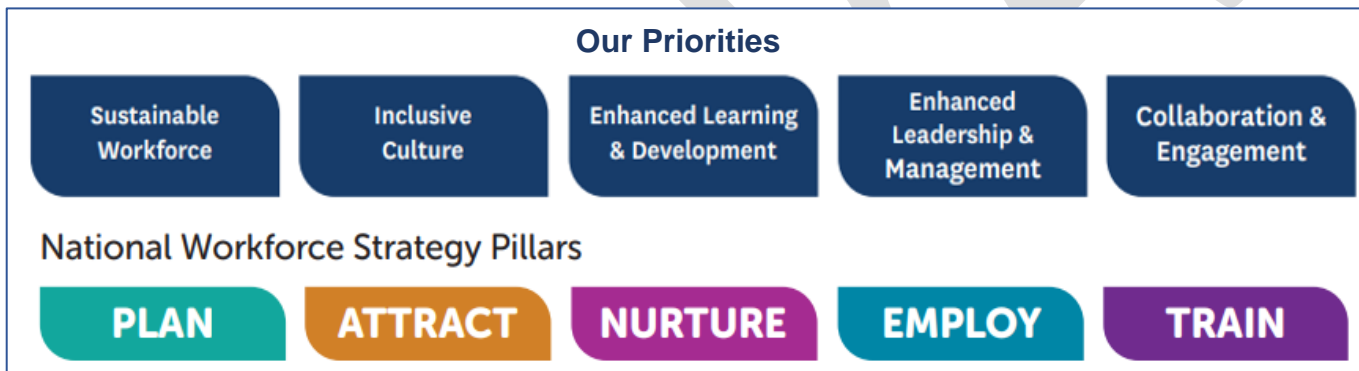 Our Priorities
Sustainable
Workforce
Inclusive
Culture
Enhanced Learning
& Development
Enhanced
Leadership &
Management
Collaboration &
Engagement
National Workforce Strategy Pillars
PLAN
ATTRACT
NURTURE
EMPLOY
TRAIN